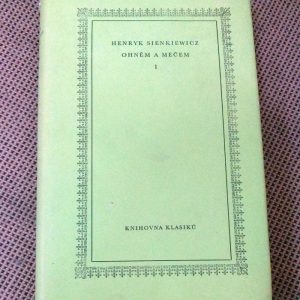 HENRYK SIENKIEWICZ
OHNĚM A MEČEM
I
KNIHOVNA KLASIKŮ